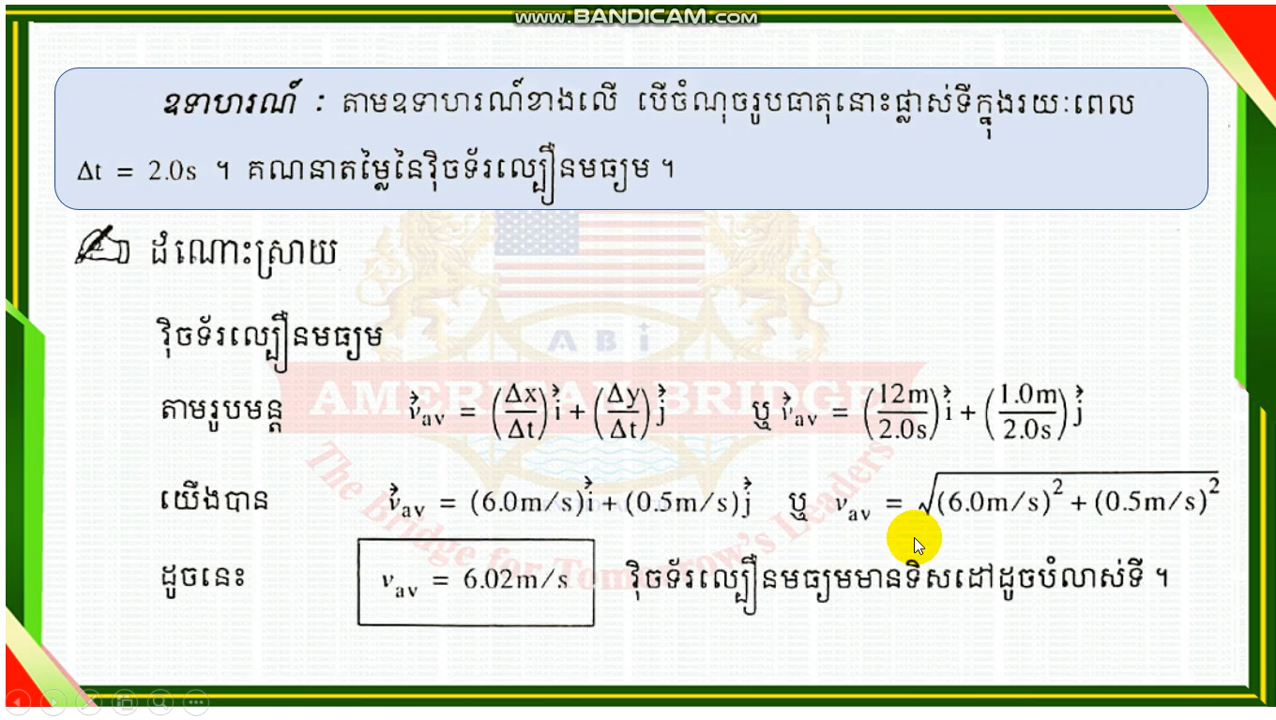 www.BANDICAM.com
ឧទាហរណ៍ : តាមឧទាហរណ៍ខាងលើ បើចំណុចរូបធាតុនោះផ្លាស់ទីក្នុងរយៈពេល
Δt = 2.0s ។ គណនាតម្លៃនៃវ៉ិចទ័រល្បឿនមធ្យម ។
ដំណោះស្រាយ
វ៉ិចទ័រល្បឿនមធ្យម
តាមរូបមន្ត v⃗av = (Δx/Δt) i⃗ + (Δy/Δt) j⃗ ឬ v⃗av = (12m/2.0s) i⃗ + (1.0m/2.0s) j⃗
យើងបាន v⃗av = (6.0m/s) i⃗ + (0.5m/s) j⃗ ឬ vav = √(6.0m/s)² + (0.5m/s)²
ដូចនេះ vav = 6.02m/s វ៉ិចទ័រល្បឿនមធ្យមមានទិសដៅដូចបំលាស់ទី ។
A B i
AMERICAN BRIDGE
The Bridge for Tomorrow's Leaders